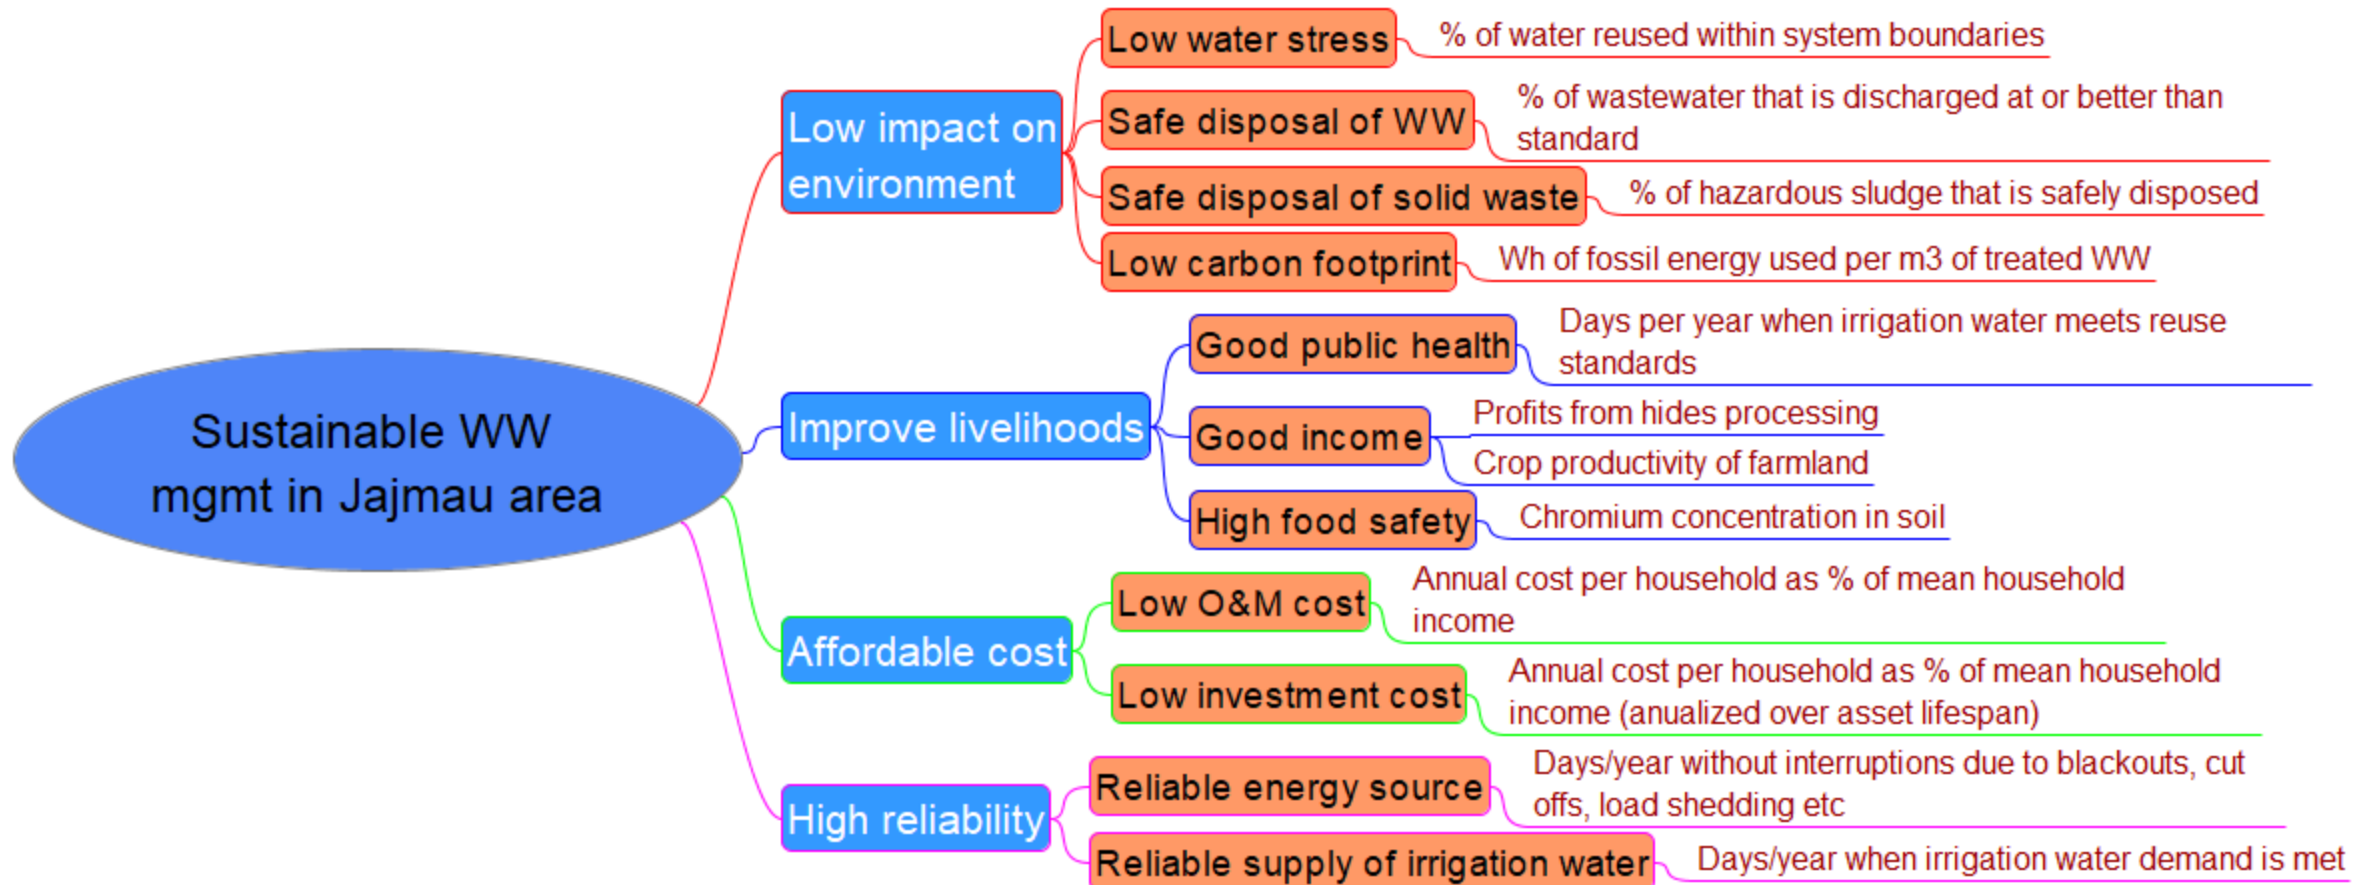 Sustainable WW
mgmt in Jajmau area
Low impact on
environment
Low water stress
% of water reused within system boundaries
Safe disposal of WW
% of wastewater that is discharged at or better than
standard
Safe disposal of solid waste
% of hazardous sludge that is safely disposed
Low carbon footprint
Wh of fossil energy used per m3 of treated WW
Improve livelihoods
Good public health
Days per year when irrigation water meets reuse
standards
Good income
Profits from hides processing
Crop productivity of farmland
High food safety
Chromium concentration in soil
Affordable cost
Low O&M cost
Annual cost per household as % of mean household
income
Low investment cost
Annual cost per household as % of mean household
income (anualized over asset lifespan)
High reliability
Reliable energy source
Days/year without interruptions due to blackouts, cut
offs, load shedding etc
Reliable supply of irrigation water
Days/year when irrigation water demand is met